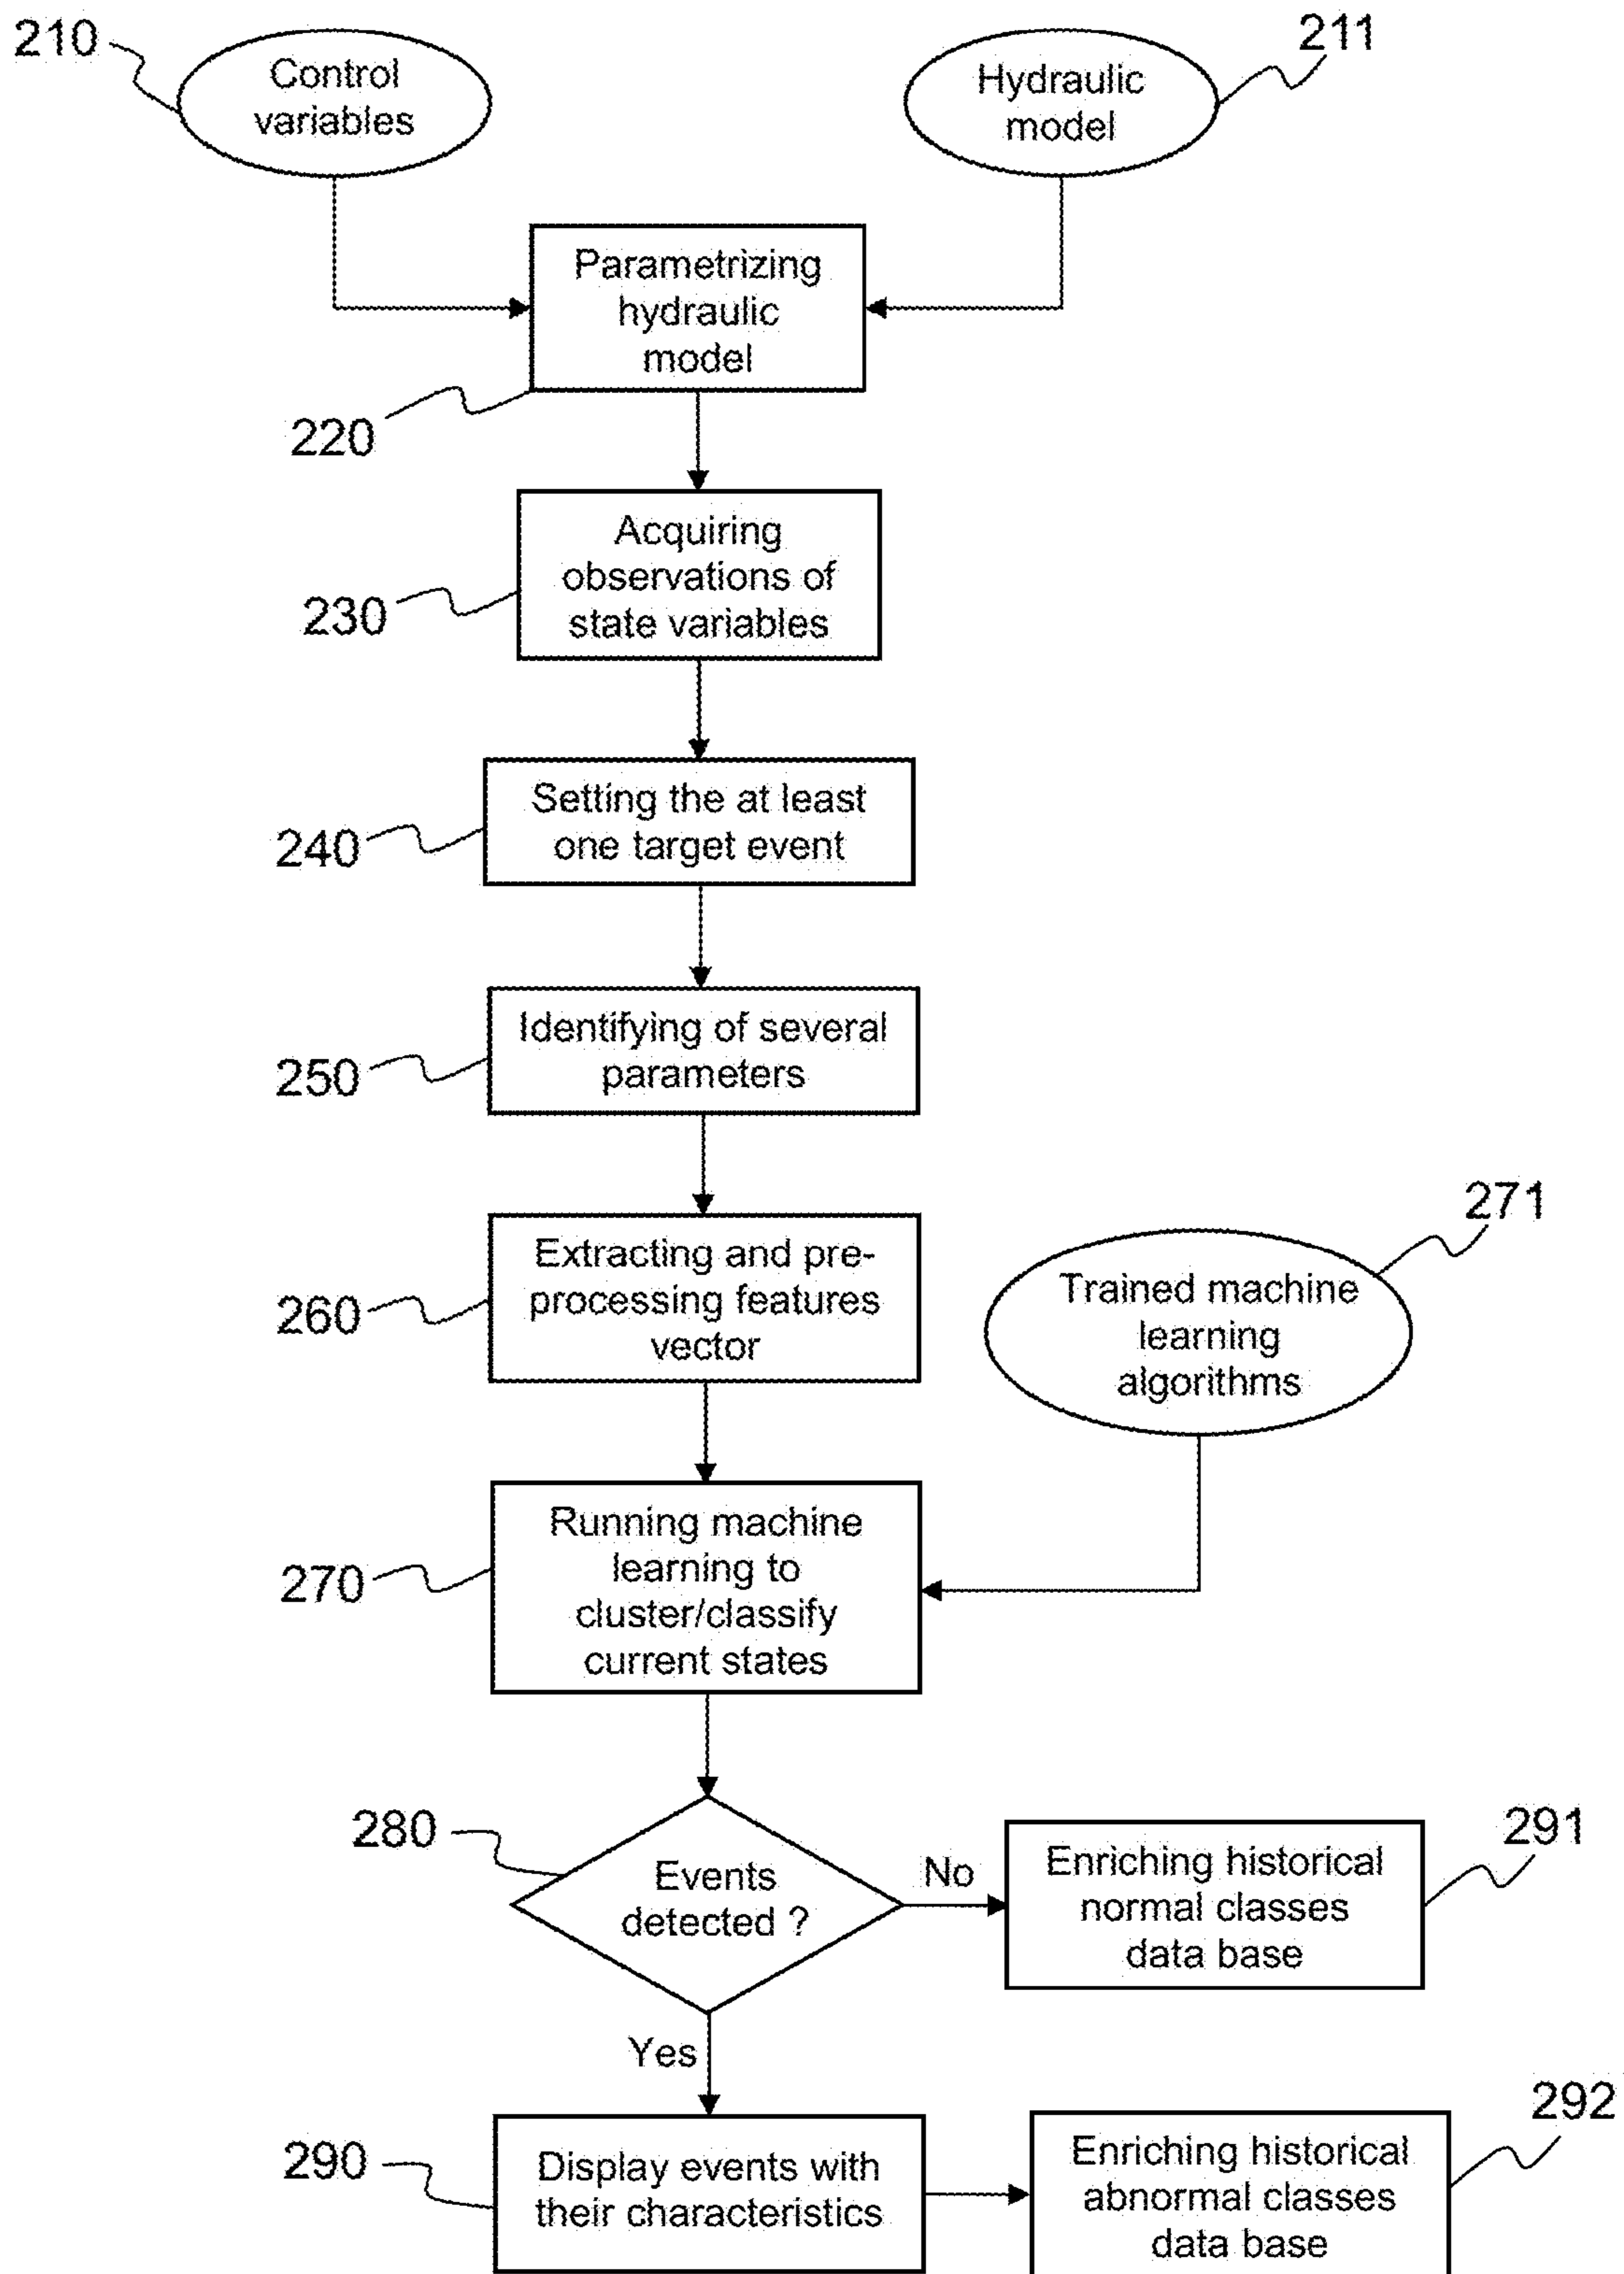 210
Control
variables
211
Hydraulic
model
Parametrizing
hydraulic
model
220
Acquiring
observations of
state variables
230
Setting the at least
one target event
240
Identifying of several
parameters
250
Extracting and pre-
processing features
vector
260
271
Trained machine
learning
algorithms
Running machine
learning to
cluster/classify
current states
270
280
Events
detected ?
No
Enriching historical
normal classes
data base
291
Yes
290
Display events with
their characteristics
Enriching historical
abnormal classes
data base
292